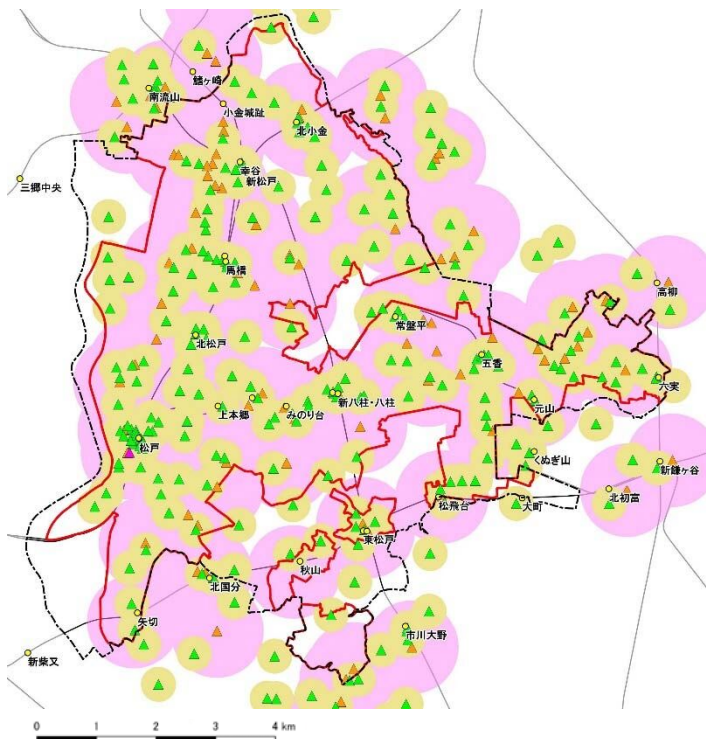 鰭ヶ崎
南流山
小金城趾
北小金
幸谷
新松戸
三郷中央
馬橋
高柳
常盤平
北松戸
五香
六実
元山
新八柱・八柱
上本郷
みのり台
松戸
くぬぎ山
新鎌ヶ谷
北初富
松飛台
大町
東松戸
秋山
北国分
矢切
市川大野
新柴又
0 1 2 3 4 km